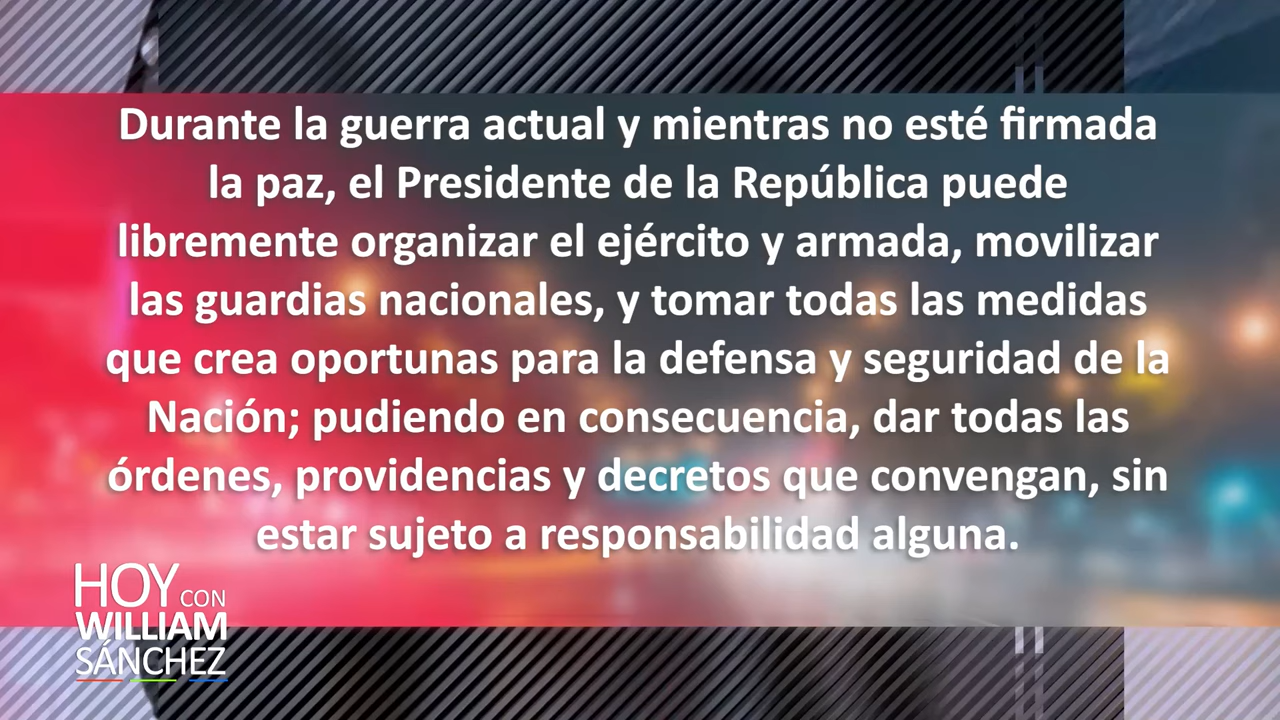 Durante la guerra actual y mientras no esté firmada
la paz, el Presidente de la República puede
libremente organizar el ejército y armada, movilizar
las guardias nacionales, y tomar todas las medidas
que crea oportunas para la defensa y seguridad de la
Nación; pudiendo en consecuencia, dar todas las
órdenes, providencias y decretos que convengan, sin
estar sujeto a responsabilidad alguna.
HOY CON
WILLIAM
SÁNCHEZ